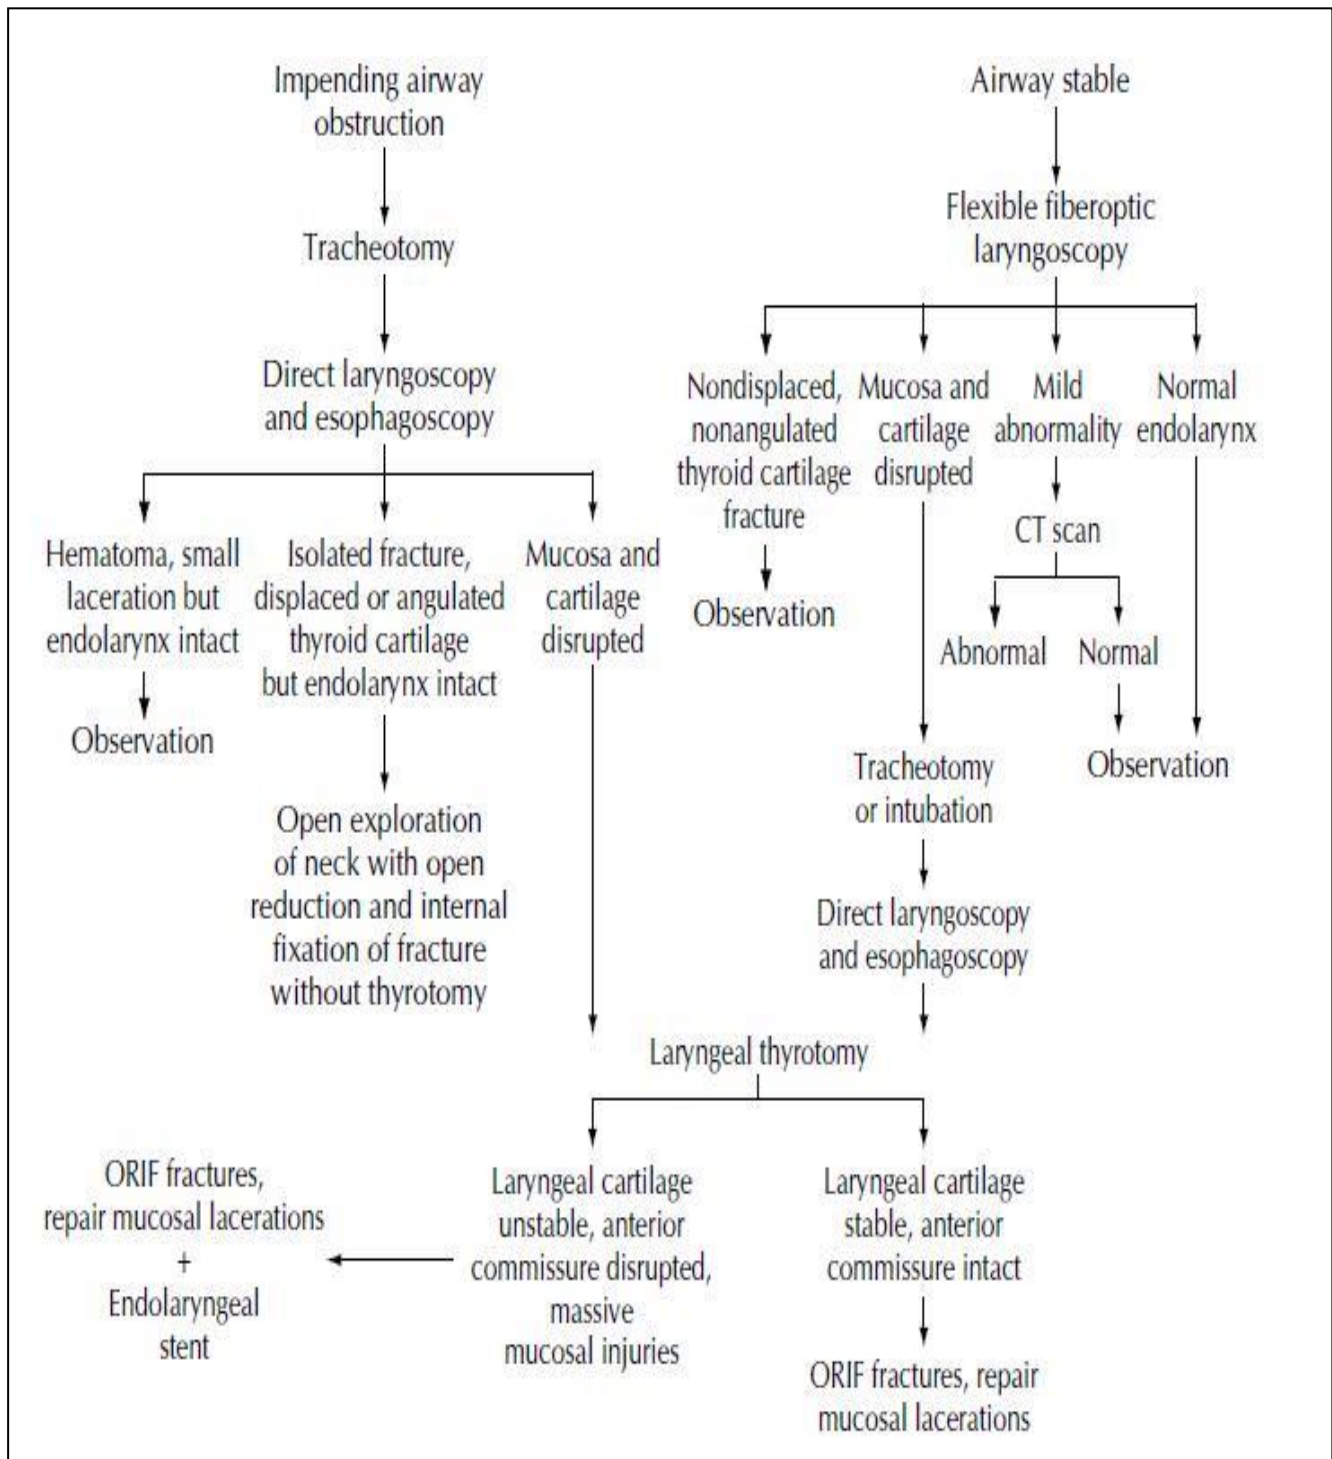 Impending airway
obstruction
Tracheotomy
Direct laryngoscopy
and esophagoscopy
Hematoma, small
laceration but
endolarynx intact
Observation
Isolated fracture,
displaced or angulated
thyroid cartilage
but endolarynx intact
Open exploration
of neck with open
reduction and internal
fixation of fracture
without thyrotomy
Mucosa and
cartilage
disrupted
Airway stable
Flexible fiberoptic
laryngoscopy
Nondisplaced,
nonangulated
thyroid cartilage
fracture
Observation
Mucosa and
cartilage
disrupted
Tracheotomy
or intubation
Direct laryngoscopy
and esophagoscopy
Mild
abnormality
CT scan
Abnormal
Normal
Normal
endolarynx
Observation
Laryngeal thyrotomy
Laryngeal cartilage
unstable, anterior
commissure disrupted,
massive
mucosal injuries
ORIF fractures,
repair mucosal lacerations
+
Endolaryngeal
stent
Laryngeal cartilage
stable, anterior
commissure intact
ORIF fractures, repair
mucosal lacerations